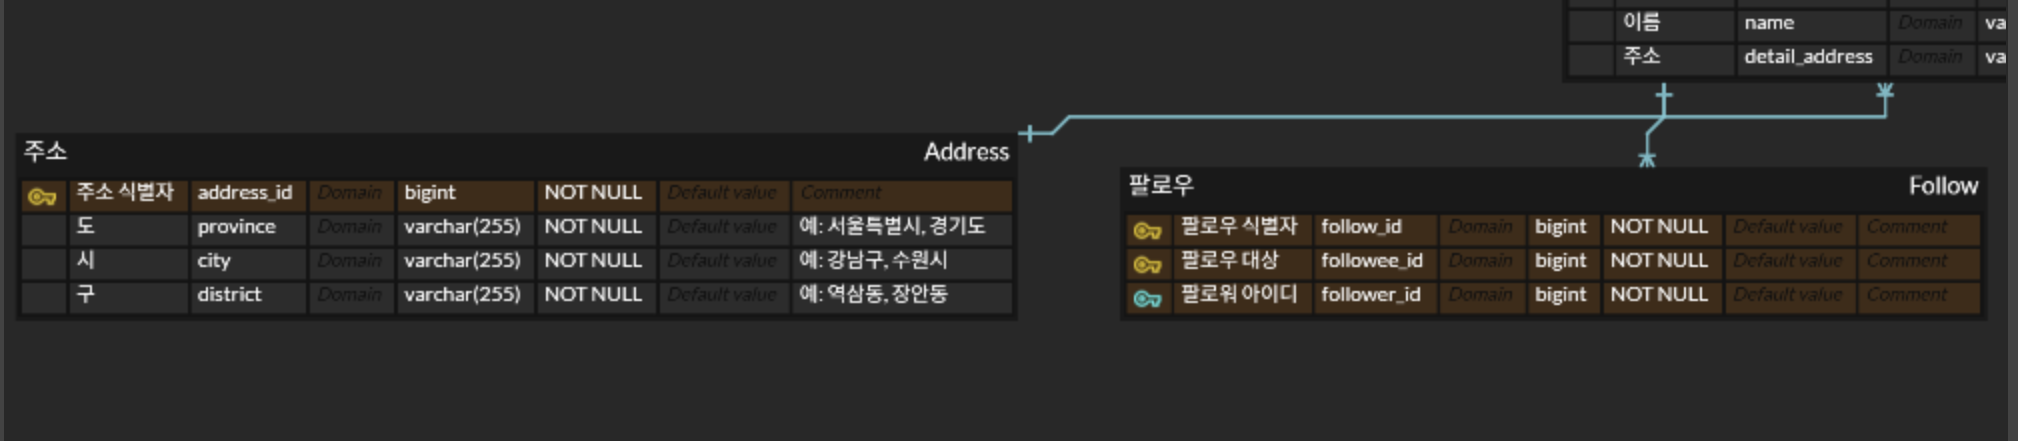 이름 name Domain va
주소 detail_address Domain va
주소 Address
주소 식별자 address_id Domain bigint NOT NULL Default value Comment
도 province Domain varchar(255) NOT NULL Default value 예: 서울특별시, 경기도
시 city Domain varchar(255) NOT NULL Default value 예: 강남구, 수원시
구 district Domain varchar(255) NOT NULL Default value 예: 역삼동, 장안동
팔로우 Follow
팔로우 식별자 follow_id Domain bigint NOT NULL Default value Comment
팔로우 대상 followee_id Domain bigint NOT NULL Default value Comment
팔로워 아이디 follower_id Domain bigint NOT NULL Default value Comment